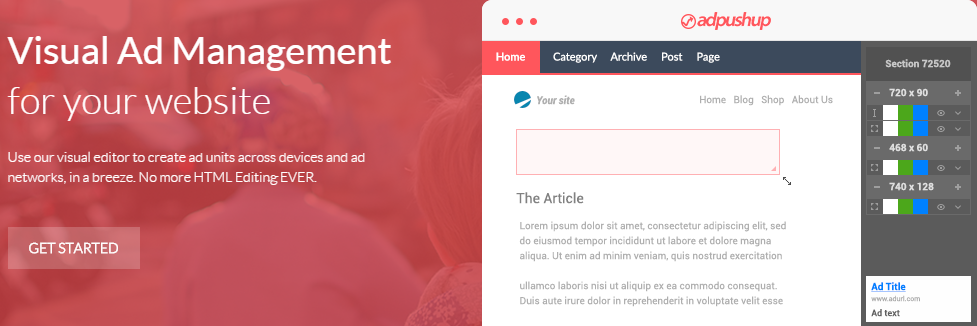 Visual Ad Management
for your website
Use our visual editor to create ad units across devices and ad
networks, in a breeze. No more HTML Editing EVER.
GET STARTED
adpushup
Home Category Archive Post Page
Your site
Home Blog Shop About Us
The Article
Lorem ipsum dolor sit amet, consectetur adipiscing elit, sed
do eiusmod tempor incididunt ut labore et dolore magna
aliqua. Ut enim ad minim veniam, quis nostrud exercitation
ullamco laboris nisi ut aliquip ex ea commodo consequat.
Duis aute irure dolor in reprehenderit in voluptate velit esse
Section 72520
− 720 x 90 +
− 468 x 60 +
− 740 x 128 +
Ad Title
www.adurl.com
Ad text